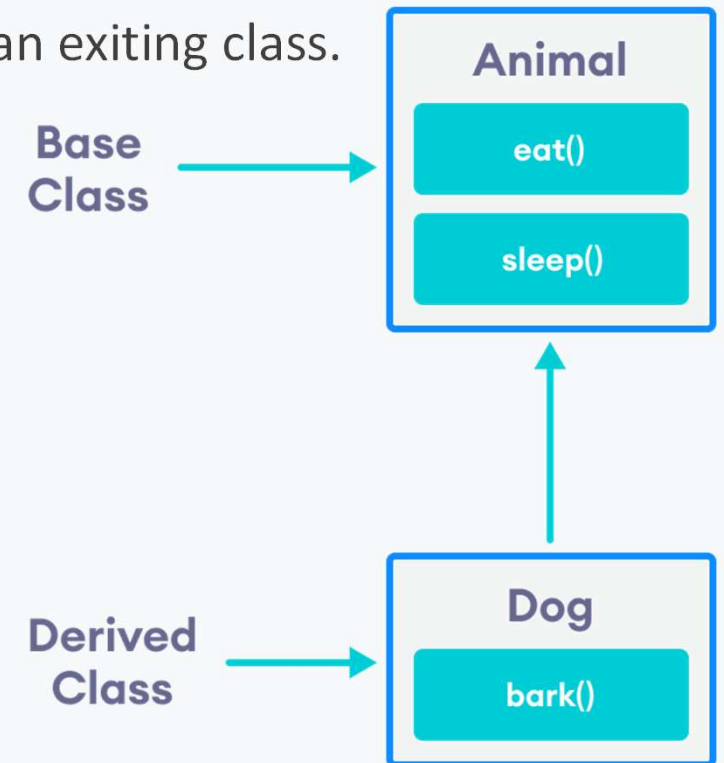 an exiting class.
Animal
Base
Class
eat()
sleep()
Dog
Derived
Class
bark()